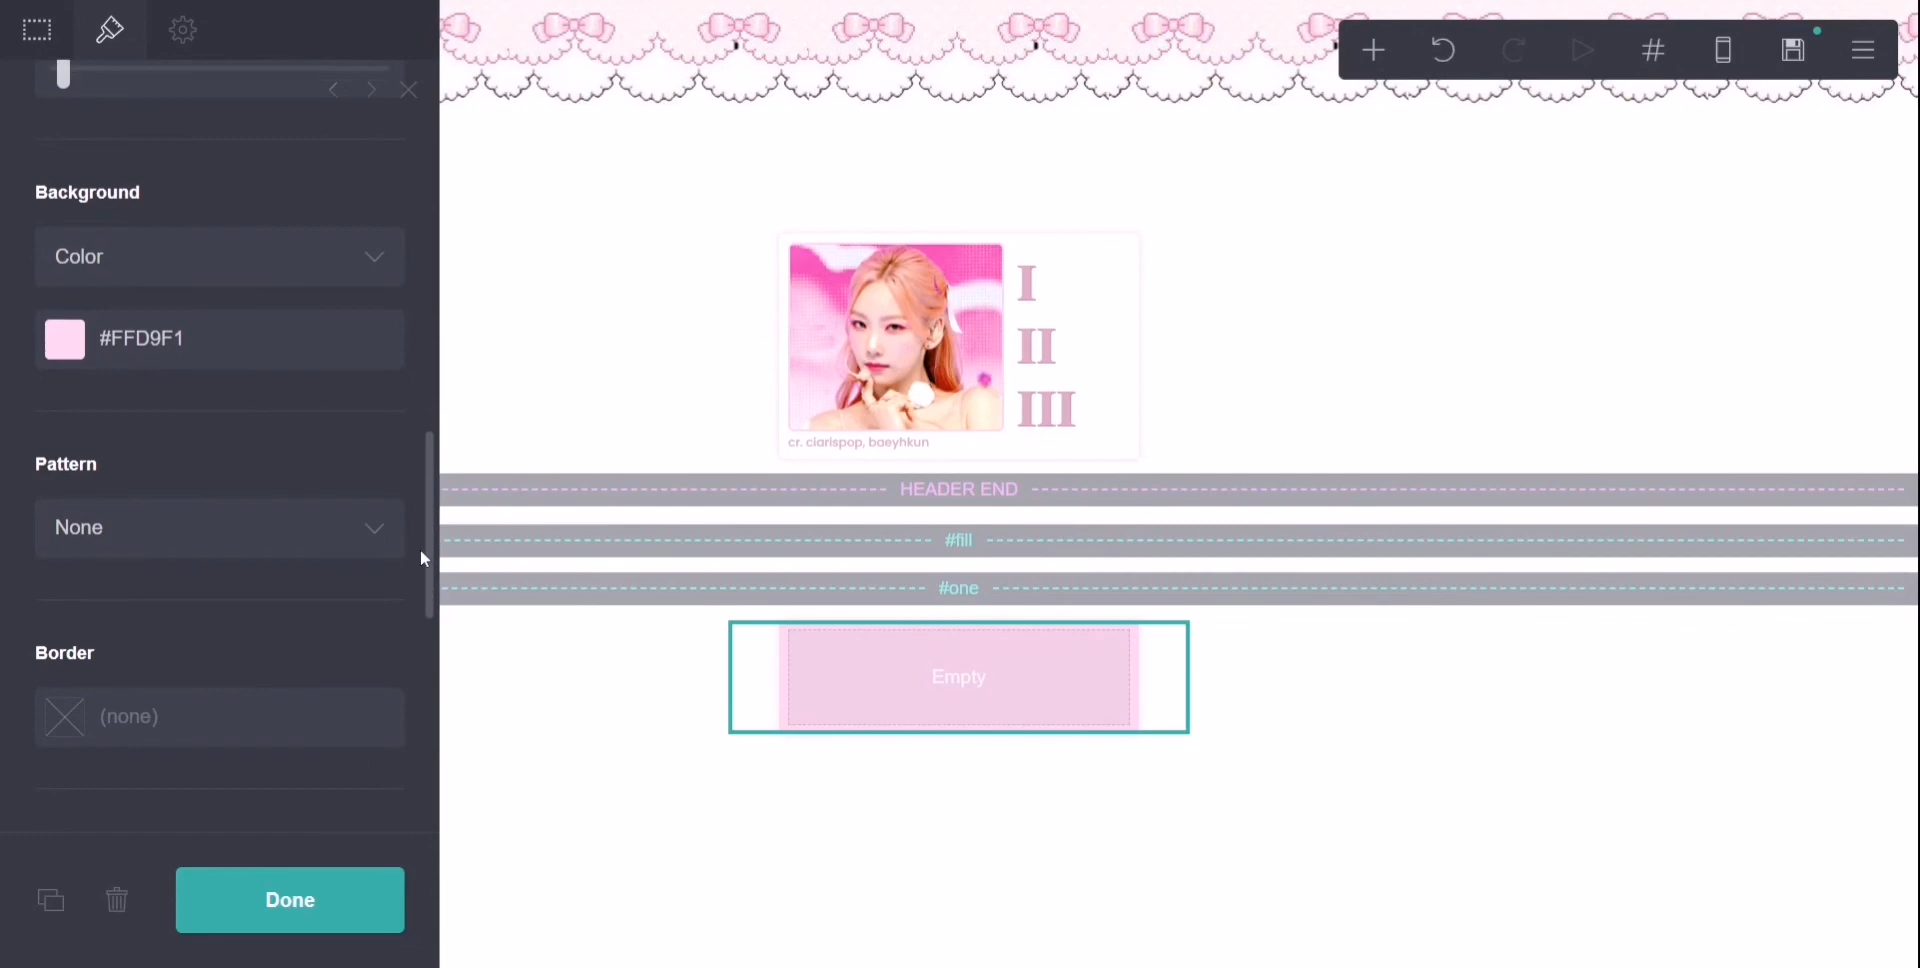 Background
Color
#FFD9F1
Pattern
None
Border
(none)
Done
I
II
III
cr. clarispop, baeyhkun
HEADER END
#fill
#one
Empty